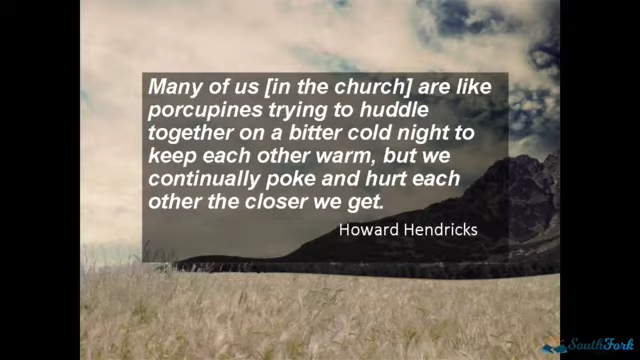 Many of us [in the church] are like
porcupines trying to huddle
together on a bitter cold night to
keep each other warm, but we
continually poke and hurt each
other the closer we get.
Howard Hendricks
SouthFork